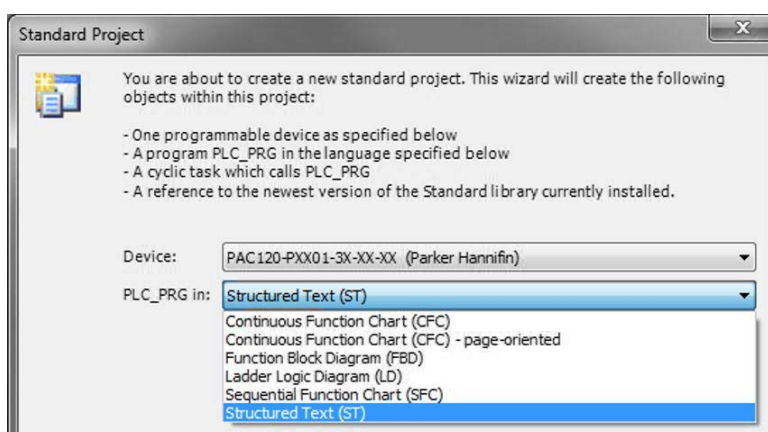 Standard Project
You are about to create a new standard project. This wizard will create the following
objects within this project:
- One programmable device as specified below
- A program PLC_PRG in the language specified below
- A cyclic task which calls PLC_PRG
- A reference to the newest version of the Standard library currently installed.
Device: PAC120-PXX01-3X-XX-XX (Parker Hannifin)
PLC_PRG in: Structured Text (ST)
Continuous Function Chart (CFC)
Continuous Function Chart (CFC) - page-oriented
Function Block Diagram (FBD)
Ladder Logic Diagram (LD)
Sequential Function Chart (SFC)
Structured Text (ST)